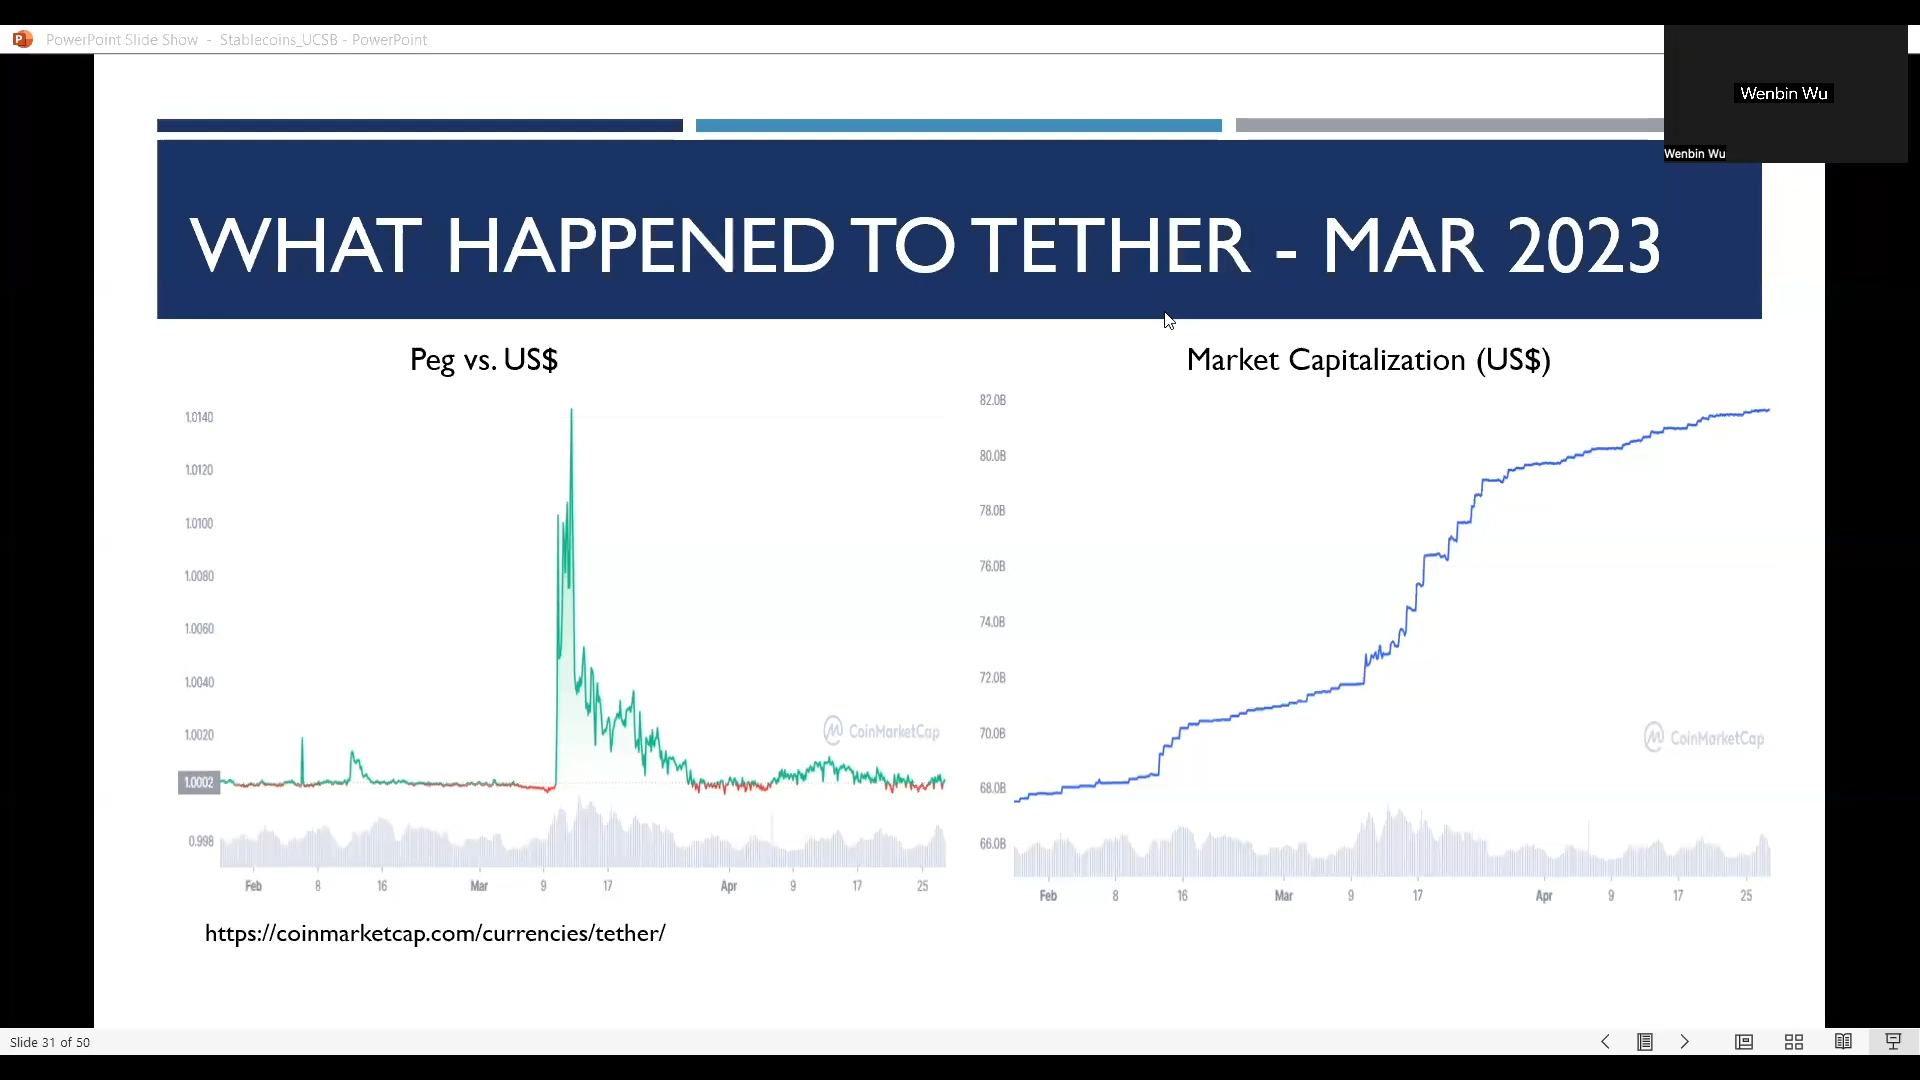 PowerPoint Slide Show - Stablecoins_UCSB - PowerPoint
Wenbin Wu
Wenbin Wu
WHAT HAPPENED TO TETHER - MAR 2023
Peg vs. US$
1.0140
1.0120
1.0100
1.0080
1.0060
1.0040
1.0020
1.0002
0.998
CoinMarketCap
Feb 8 16 Mar 9 17 Apr 9 17 25
Market Capitalization (US$)
82.0B
80.0B
78.0B
76.0B
74.0B
72.0B
70.0B
68.0B
66.0B
CoinMarketCap
Feb 8 16 Mar 9 17 Apr 9 17 25
https://coinmarketcap.com/currencies/tether/
Slide 31 of 50